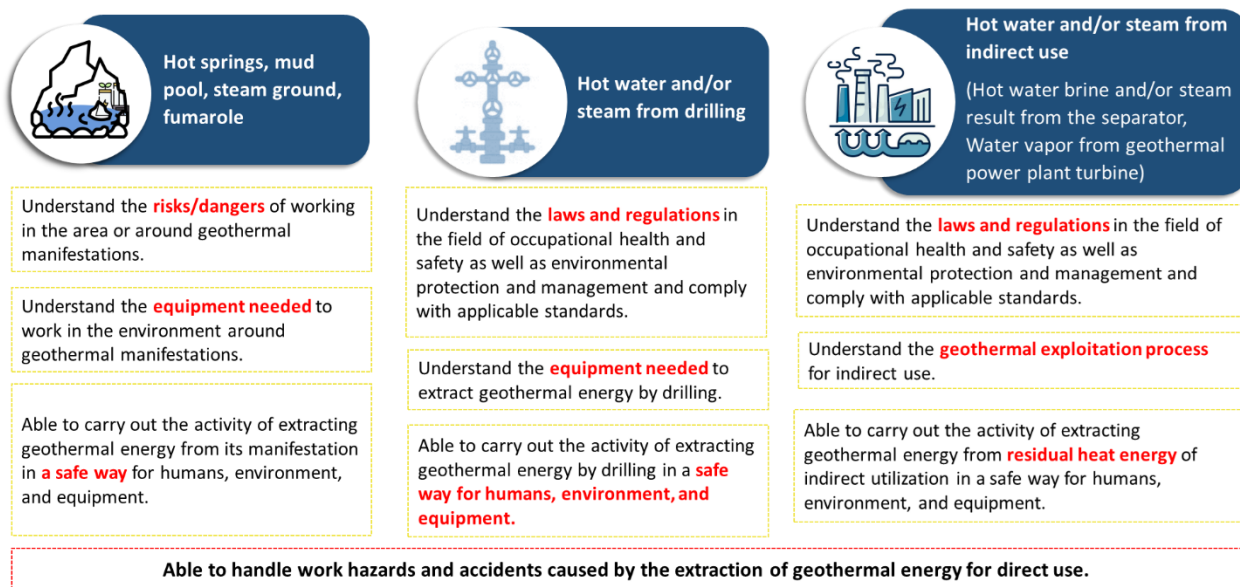 Hot springs, mud
pool, steam ground,
fumarole
Understand the risks/dangers of working
in the area or around geothermal
manifestations.
Understand the equipment needed to
work in the environment around
geothermal manifestations.
Able to carry out the activity of extracting
geothermal energy from its manifestation
in a safe way for humans, environment,
and equipment.
Hot water and/or
steam from drilling
Understand the laws and regulations in
the field of occupational health and
safety as well as environmental
protection and management and comply
with applicable standards.
Understand the equipment needed to
extract geothermal energy by drilling.
Able to carry out the activity of extracting
geothermal energy by drilling in a safe
way for humans, environment, and
equipment.
Hot water and/or steam from
indirect use
(Hot water brine and/or steam
result from the separator,
Water vapor from geothermal
power plant turbine)
Understand the laws and regulations in the field of
occupational health and safety as well as
environmental protection and management and
comply with applicable standards.
Understand the geothermal exploitation process
for indirect use.
Able to carry out the activity of extracting
geothermal energy from residual heat energy of
indirect utilization in a safe way for humans,
environment, and equipment.
Able to handle work hazards and accidents caused by the extraction of geothermal energy for direct use.